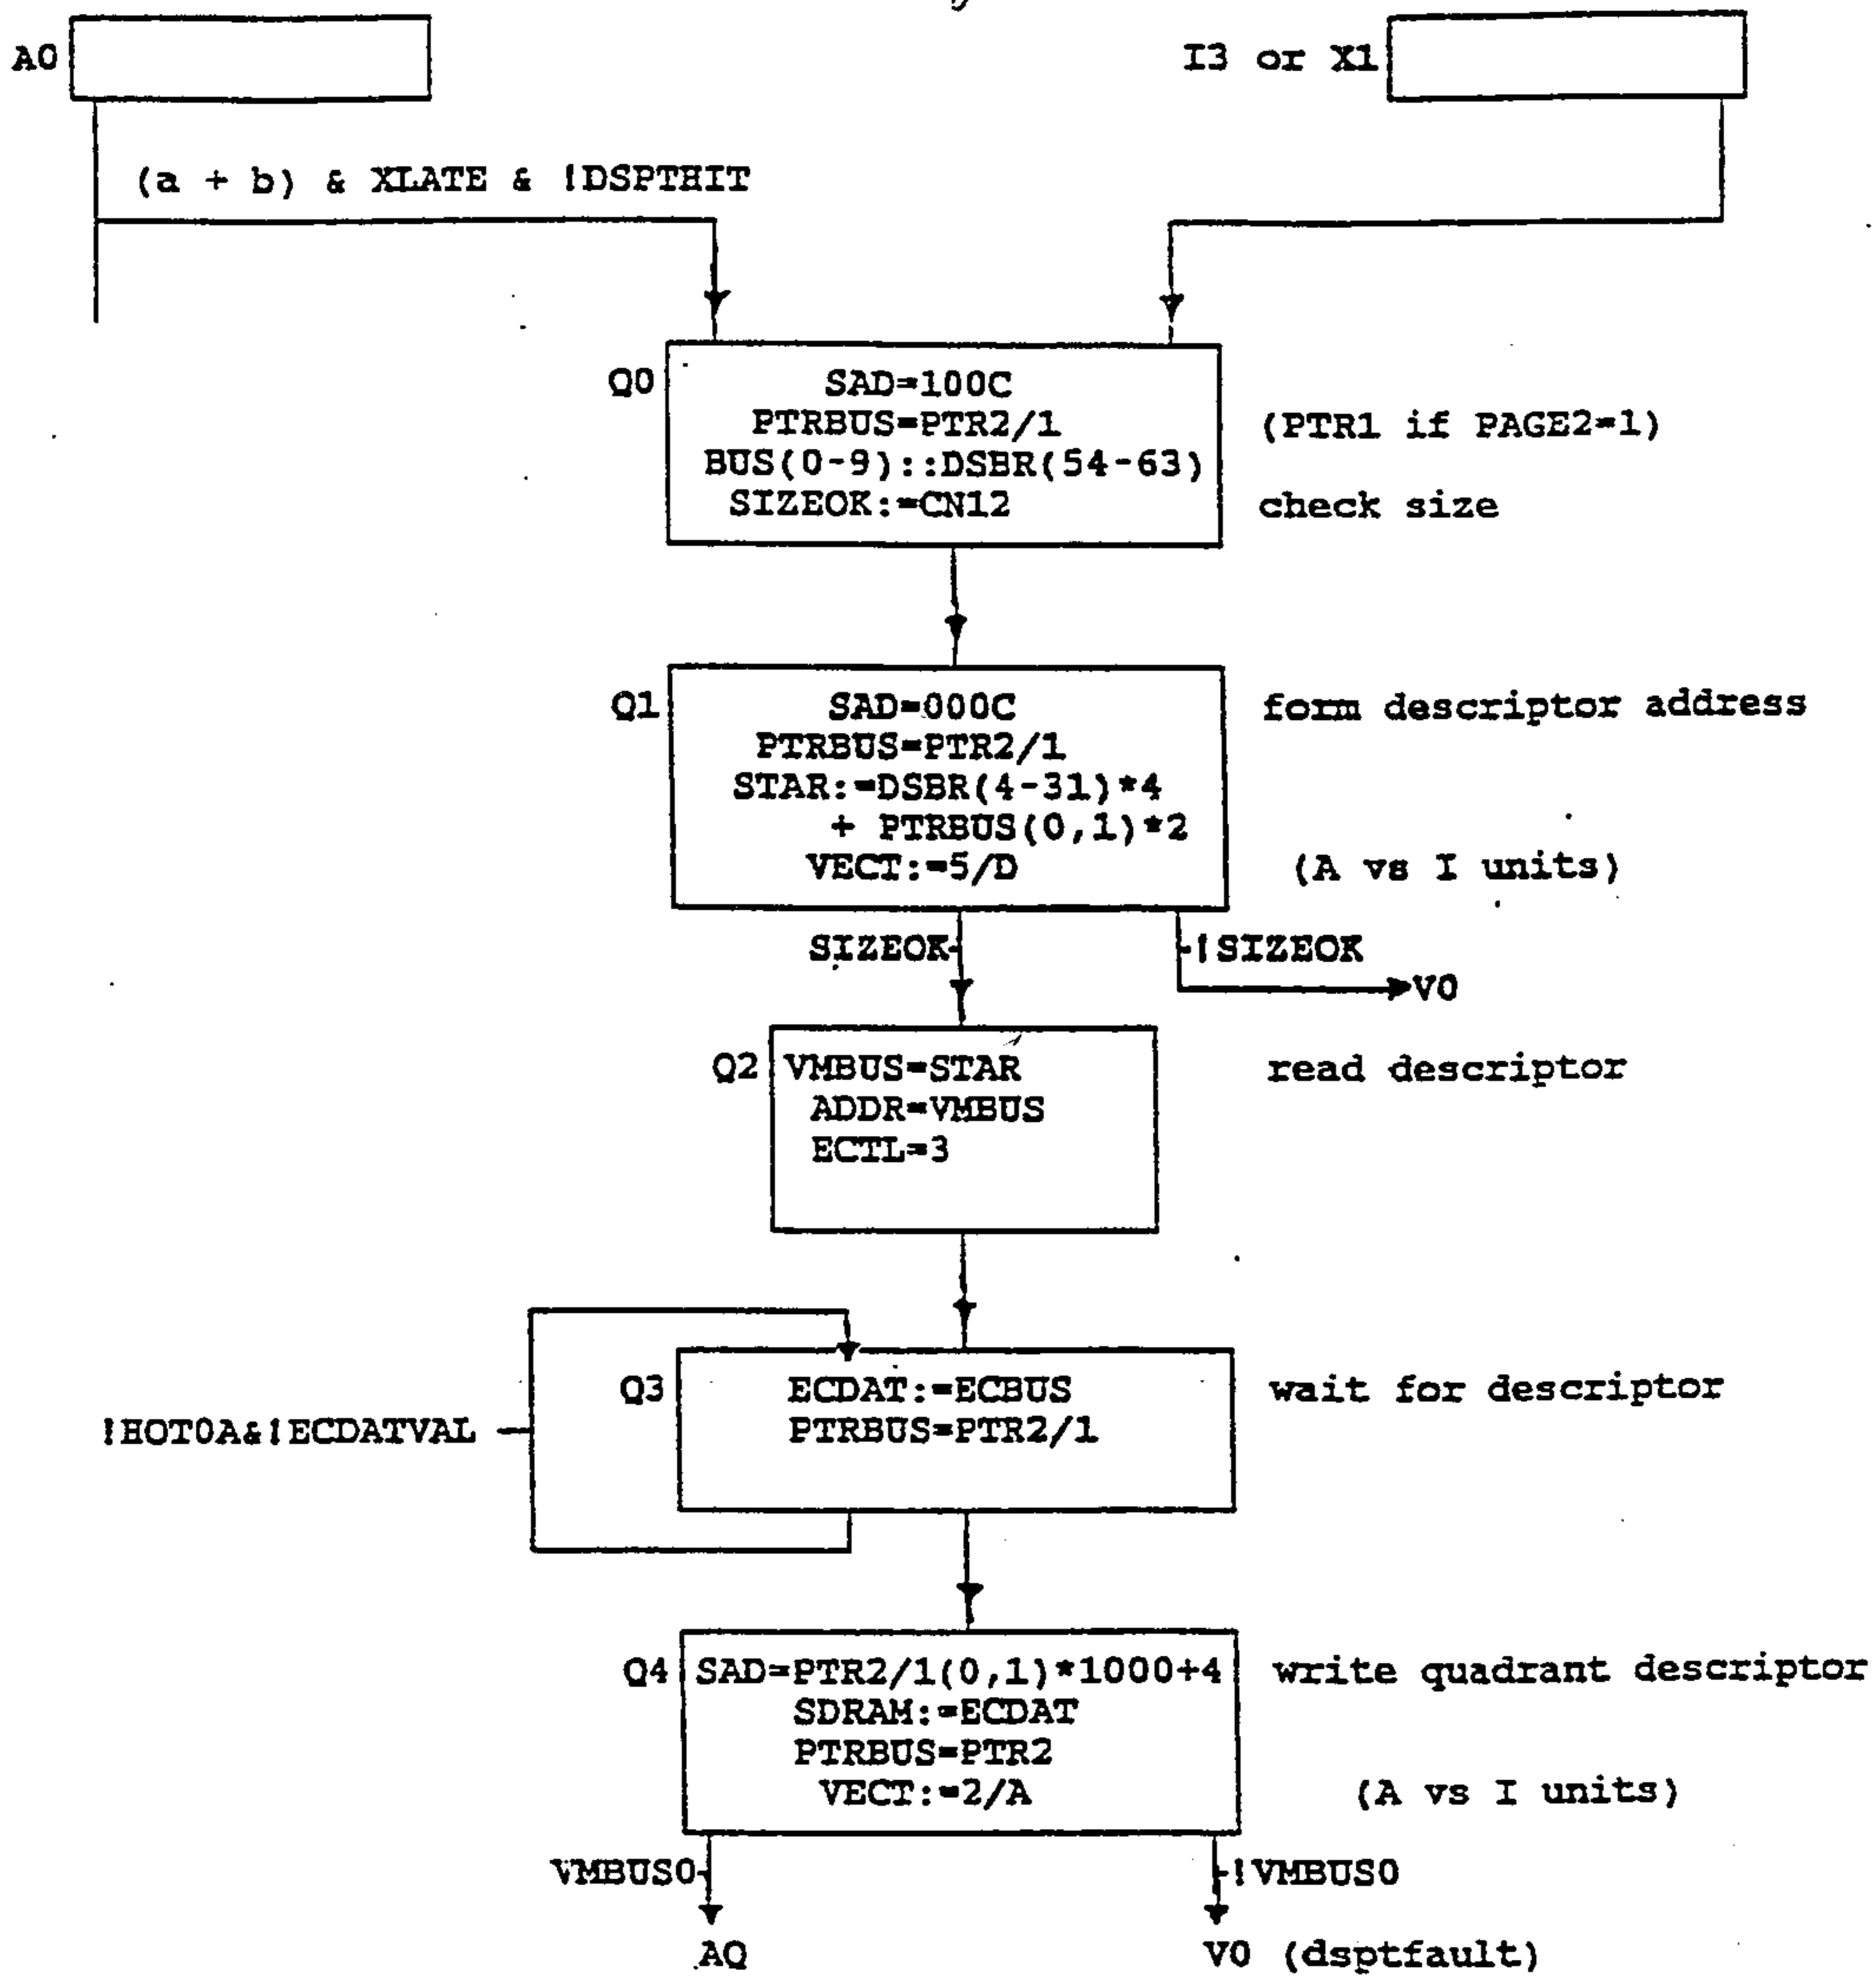 A0
I3 or X1
(a + b) & XLATE & !DSPTHIT
Q0
SAD=100C
PTRBUS=PTR2/1
(PTR1 if PAGE2=1)
BUS(0-9)::DSBR(54-63)
SIZEOK:=CN12
check size
Q1
SAD=000C
form descriptor address
PTRBUS=PTR2/1
STAR:=DSBR(4-31)*4
+ PTRBUS(0,1)*2
VECT:=5/D
(A vs I units)
SIZEOK
!SIZEOK
V0
Q2
VMBUS=STAR
read descriptor
ADDR=VMBUS
ECTL=3
Q3
ECDAT:=ECBUS
wait for descriptor
!HOT0A&!ECDATVAL
PTRBUS=PTR2/1
Q4
SAD=PTR2/1(0,1)*1000+4
write quadrant descriptor
SDRAM:=ECDAT
PTRBUS=PTR2
VECT:=2/A
(A vs I units)
VMBUS0
!VMBUS0
AQ
V0 (dsptfault)